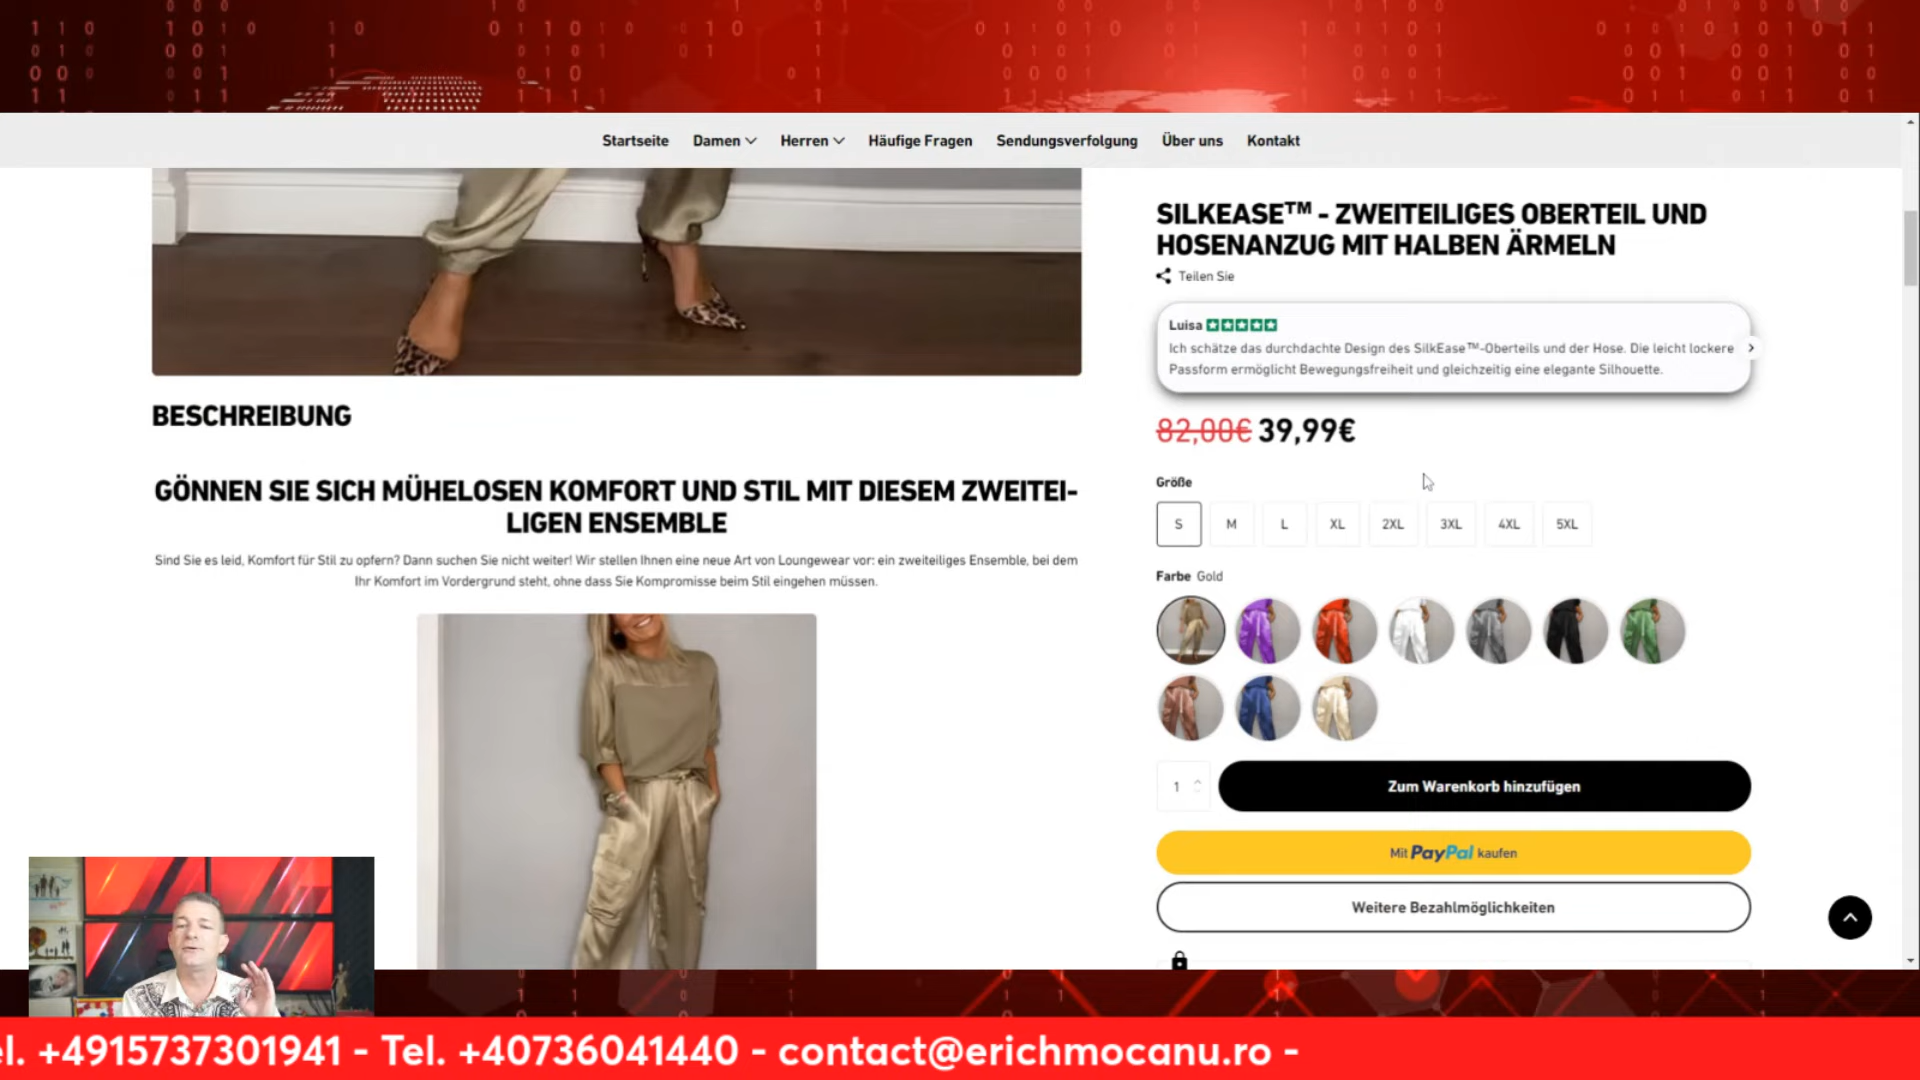 Startseite Damen Herren Häufige Fragen Sendungsverfolgung Über uns Kontakt
SILKEASE™ - ZWEITEILIGES OBERTEIL UND
HOSENANZUG MIT HALBEN ÄRMELN
Teilen Sie
Luisa
Ich schätze das durchdachte Design des SilkEase™-Oberteils und der Hose. Die leicht lockere
Passform ermöglicht Bewegungsfreiheit und gleichzeitig eine elegante Silhouette.
82,00€ 39,99€
Größe
S M L XL 2XL 3XL 4XL 5XL
Farbe Gold
1 Zum Warenkorb hinzufügen
Mit PayPal kaufen
Weitere Bezahlmöglichkeiten
BESCHREIBUNG
GÖNNEN SIE SICH MÜHELOSEN KOMFORT UND STIL MIT DIESEM ZWEITEI-
LIGEN ENSEMBLE
Sind Sie es leid, Komfort für Stil zu opfern? Dann suchen Sie nicht weiter! Wir stellen Ihnen eine neue Art von Loungewear vor: ein zweiteiliges Ensemble, bei dem
Ihr Komfort im Vordergrund steht, ohne dass Sie Kompromisse beim Stil eingehen müssen.
el. +4915737301941 - Tel. +40736041440 - contact@erichmocanu.ro -